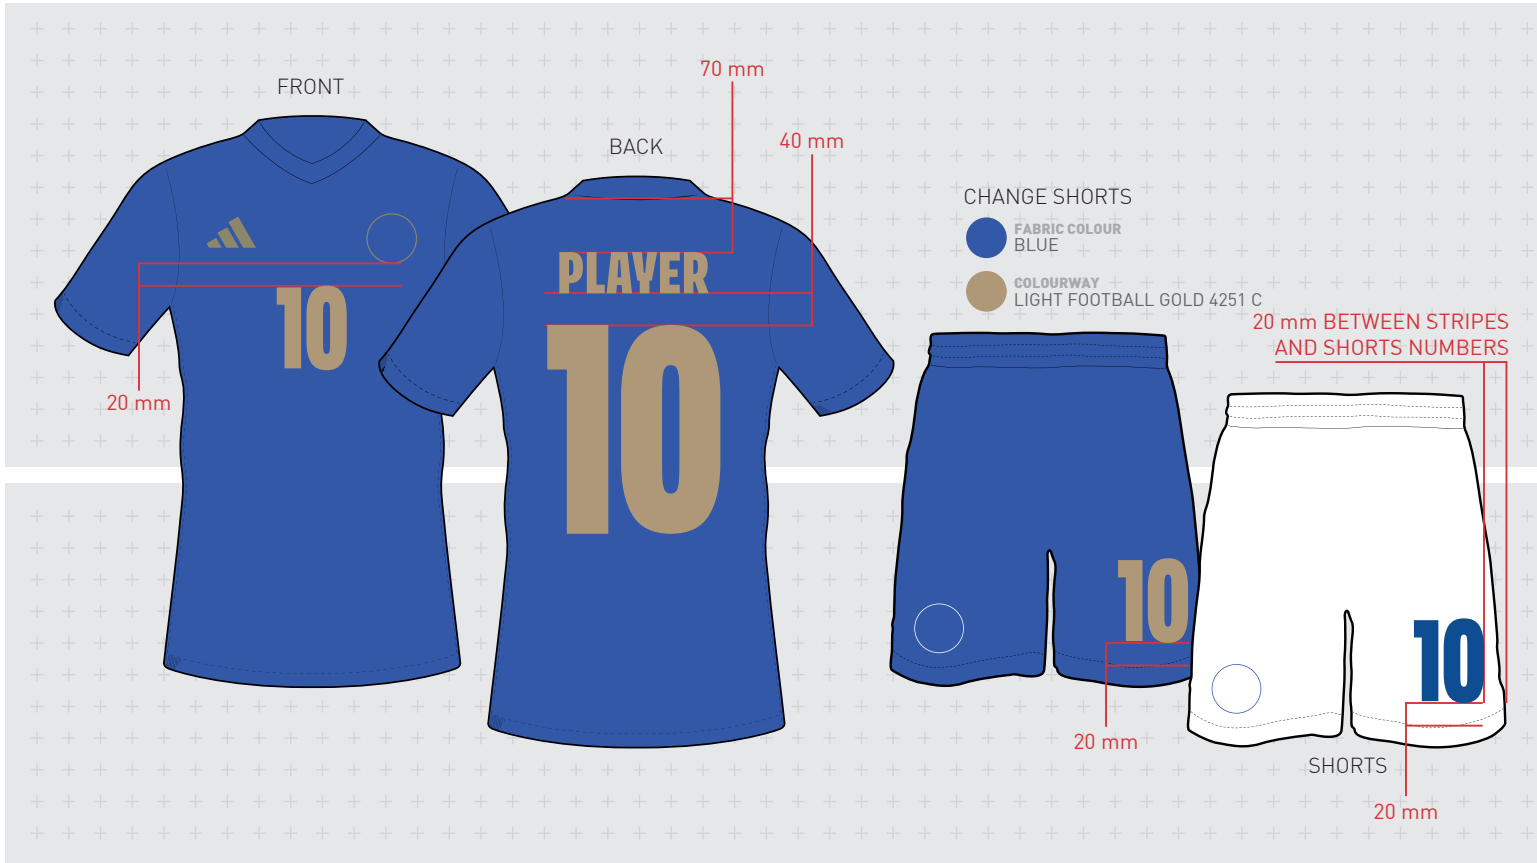 FRONT
10
20 mm
BACK
70 mm
40 mm
PLAYER
10
CHANGE SHORTS
FABRIC COLOUR
BLUE
COLOURWAY
LIGHT FOOTBALL GOLD 4251 C
20 mm BETWEEN STRIPES
AND SHORTS NUMBERS
10
20 mm
10
SHORTS
20 mm